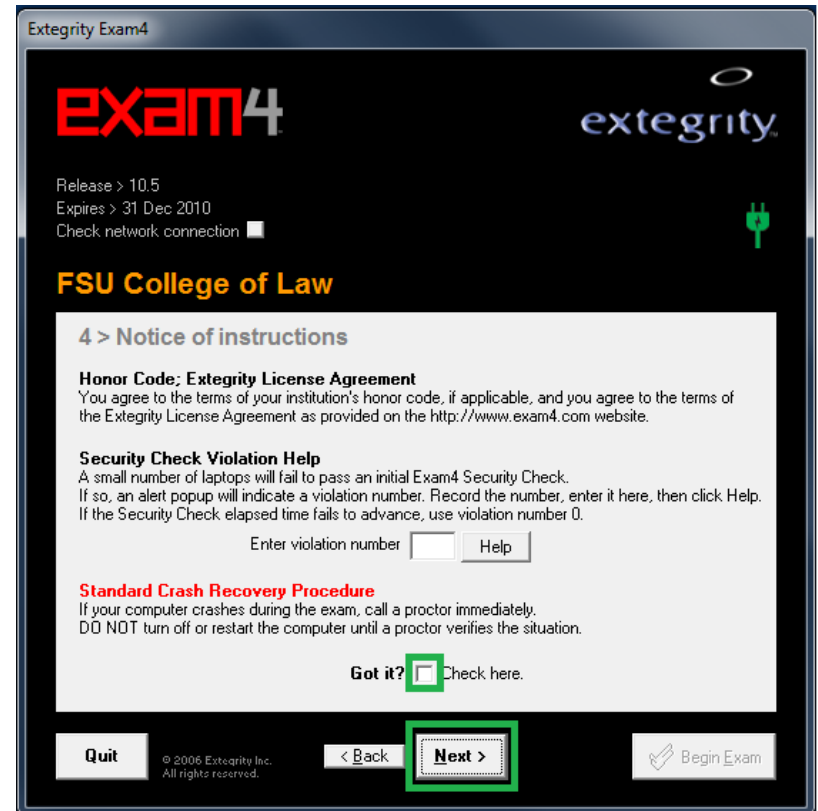 Extegrity Exam4
exam4
extegrity™
Release > 10.5
Expires > 31 Dec 2010
Check network connection
FSU College of Law
4 > Notice of instructions
Honor Code; Extegrity License Agreement
You agree to the terms of your institution's honor code, if applicable, and you agree to the terms of
the Extegrity License Agreement as provided on the http://www.exam4.com website.
Security Check Violation Help
A small number of laptops will fail to pass an initial Exam4 Security Check.
If so, an alert popup will indicate a violation number. Record the number, enter it here, then click Help.
If the Security Check elapsed time fails to advance, use violation number 0.
Enter violation number Help
Standard Crash Recovery Procedure
If your computer crashes during the exam, call a proctor immediately.
DO NOT turn off or restart the computer until a proctor verifies the situation.
Got it? Check here.
Quit © 2006 Extegrity Inc. < Back Next > Begin Exam
All rights reserved.